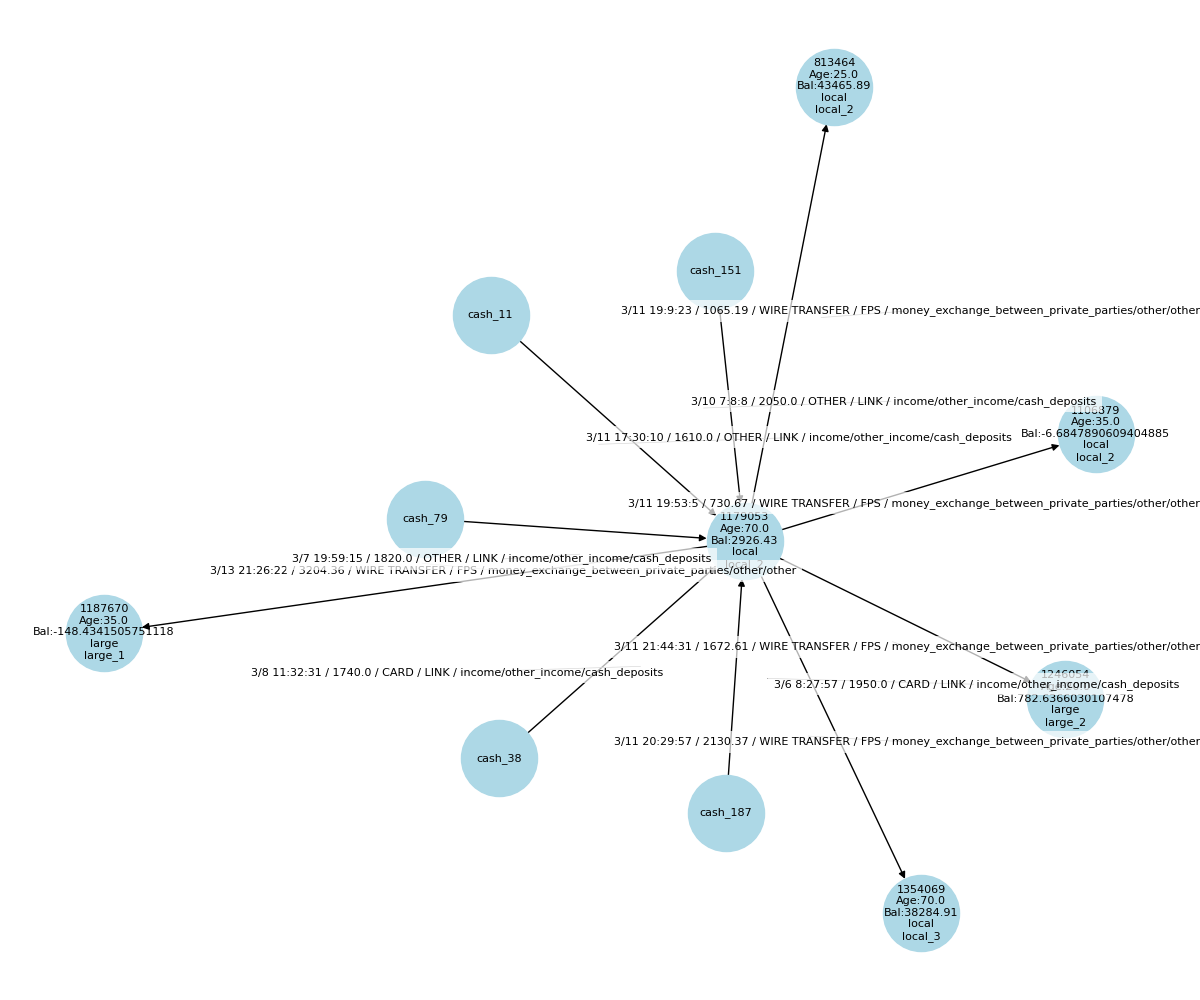 813464
Age:25.0
Bal:43465.89
local
local_2
cash_151
cash_11
3/11 19:9:23 / 1065.19 / WIRE TRANSFER / FPS / money_exchange_between_private_parties/other/other
3/10 7:8:8 / 2050.0 / OTHER / LINK / income/other_income/cash_deposits
1106879
Age:35.0
Bal:-6.6847890609404885
local
local_2
3/11 17:30:10 / 1610.0 / OTHER / LINK / income/other_income/cash_deposits
3/11 19:53:5 / 730.67 / WIRE TRANSFER / FPS / money_exchange_between_private_parties/other/other
cash_79
1179053
Age:70.0
Bal:2926.43
local
local_2
3/7 19:59:15 / 1820.0 / OTHER / LINK / income/other_income/cash_deposits
3/13 21:26:22 / 3204.36 / WIRE TRANSFER / FPS / money_exchange_between_private_parties/other/other
1187670
Age:35.0
Bal:-148.4341505751118
large
large_1
3/11 21:44:31 / 1672.61 / WIRE TRANSFER / FPS / money_exchange_between_private_parties/other/other
3/8 11:32:31 / 1740.0 / CARD / LINK / income/other_income/cash_deposits
1246054
3/6 8:27:57 / 1950.0 / CARD / LINK / income/other_income/cash_deposits
Bal:782.6366030107478
large
large_2
3/11 20:29:57 / 2130.37 / WIRE TRANSFER / FPS / money_exchange_between_private_parties/other/other
cash_38
cash_187
1354069
Age:70.0
Bal:38284.91
local
local_3